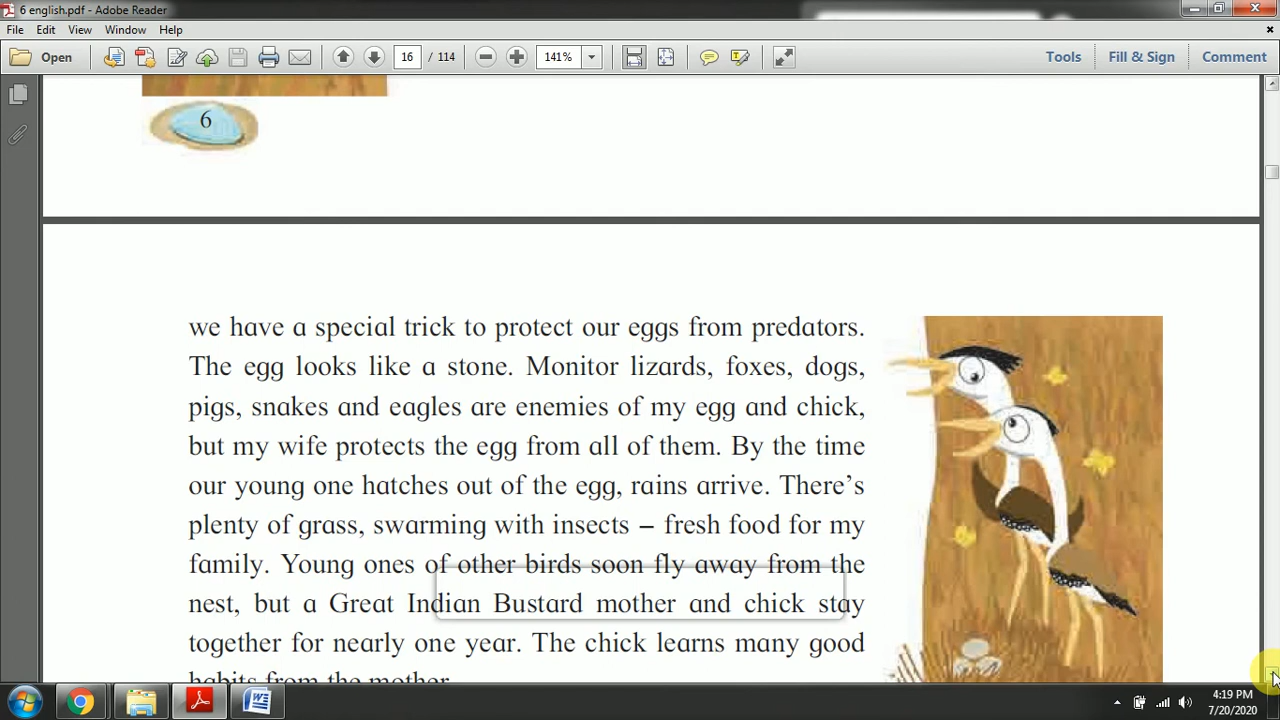 6 english.pdf - Adobe Reader
File Edit View Window Help
Open 16 / 114 141% Tools Fill & Sign Comment
6
we have a special trick to protect our eggs from predators.
The egg looks like a stone. Monitor lizards, foxes, dogs,
pigs, snakes and eagles are enemies of my egg and chick,
but my wife protects the egg from all of them. By the time
our young one hatches out of the egg, rains arrive. There’s
plenty of grass, swarming with insects – fresh food for my
family. Young ones of other birds soon fly away from the
nest, but a Great Indian Bustard mother and chick stay
together for nearly one year. The chick learns many good
habits from the mother.
4:19 PM
7/20/2020